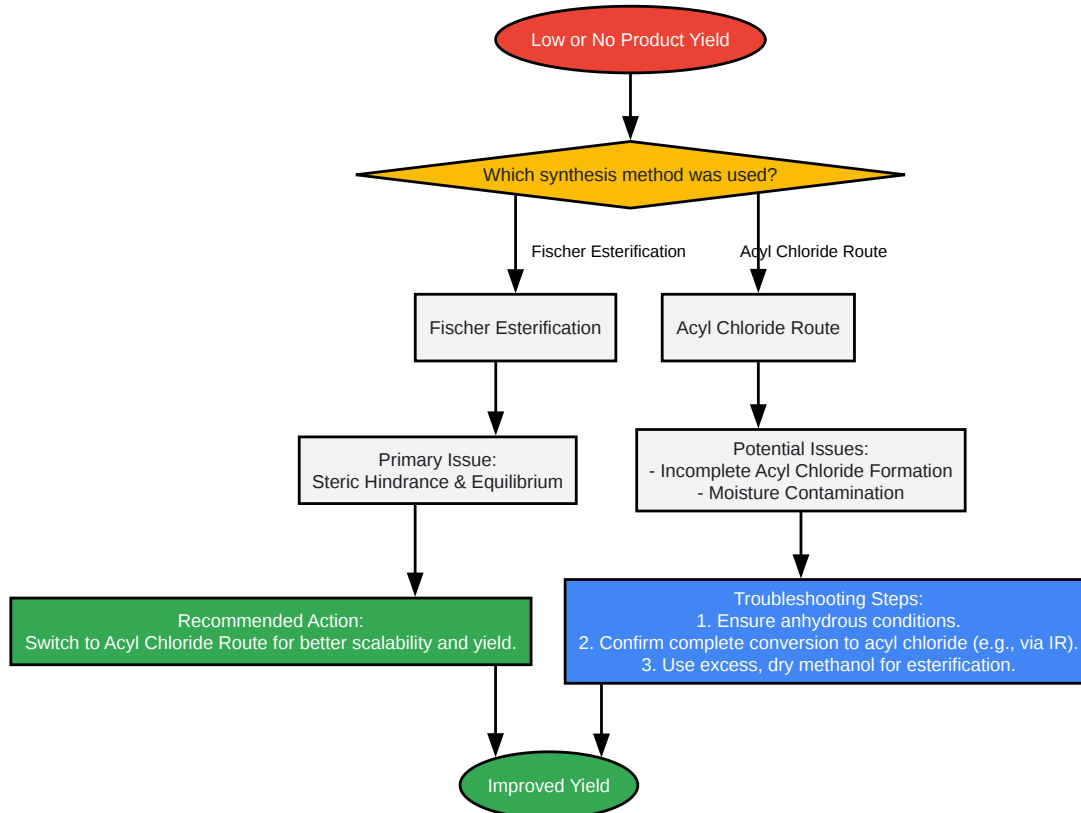 Low or No Product Yield
Which synthesis method was used?
Fischer Esterification
Acyl Chloride Route
Fischer Esterification
Acyl Chloride Route
Primary Issue:
Steric Hindrance & Equilibrium
Potential Issues:
- Incomplete Acyl Chloride Formation
- Moisture Contamination
Recommended Action:
Switch to Acyl Chloride Route for better scalability and yield.
Troubleshooting Steps:
1. Ensure anhydrous conditions.
2. Confirm complete conversion to acyl chloride (e.g., via IR).
3. Use excess, dry methanol for esterification.
Improved Yield